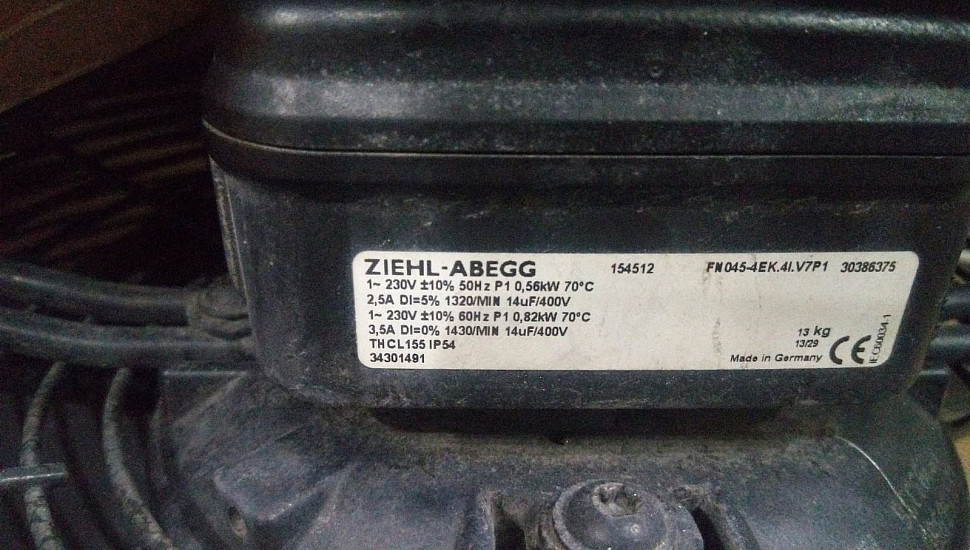 ZIEHL-ABEGG 154512 FN045-4EK.4I.V7P1 30386375
1~ 230V ±10% 50Hz P1 0,56kW 70°C
2,5A DI=5% 1320/MIN 14uF/400V
1~ 230V ±10% 60Hz P1 0,82kW 70°C
3,5A DI=0% 1430/MIN 14uF/400V
THCL155 IP54
34301491
13 kg
13/29
Made in Germany CE
IEC60034-1